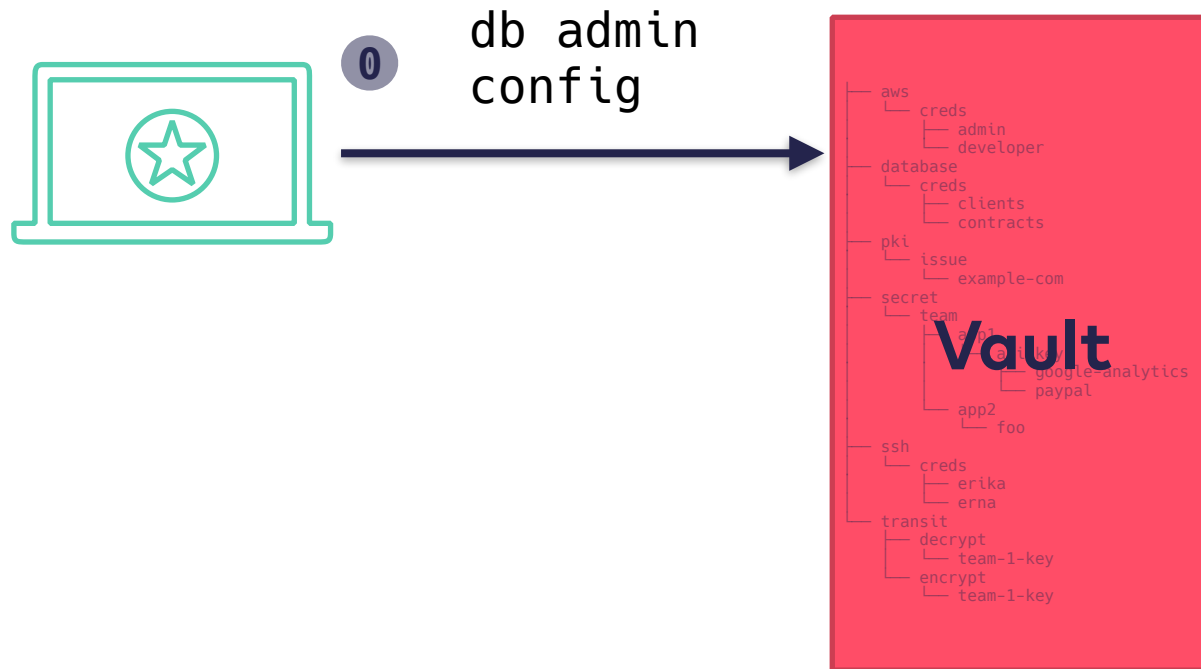 0
db admin
config
aws
creds
admin
developer
database
creds
clients
contracts
pki
issue
example-com
secret
team
app1
Vault
google-analytics
paypal
app2
foo
ssh
creds
erika
erna
transit
decrypt
team-1-key
encrypt
team-1-key